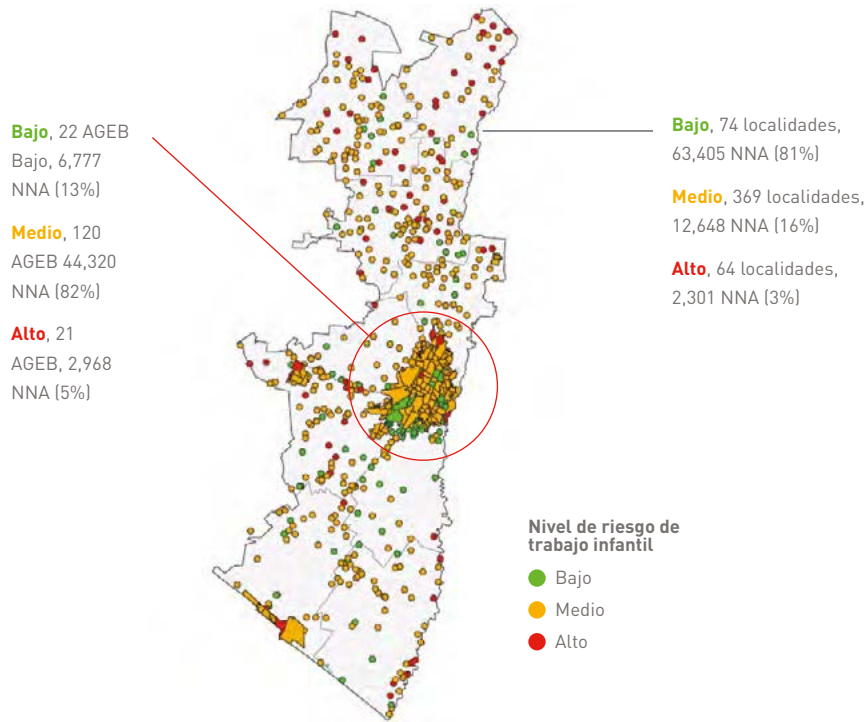 Bajo, 22 AGEB
Bajo, 6,777
NNA (13%)
Medio, 120
AGEB 44,320
NNA (82%)
Alto, 21
AGEB, 2,968
NNA (5%)
Bajo, 74 localidades,
63,405 NNA (81%)
Medio, 369 localidades,
12,648 NNA (16%)
Alto, 64 localidades,
2,301 NNA (3%)
Nivel de riesgo de
trabajo infantil
Bajo
Medio
Alto